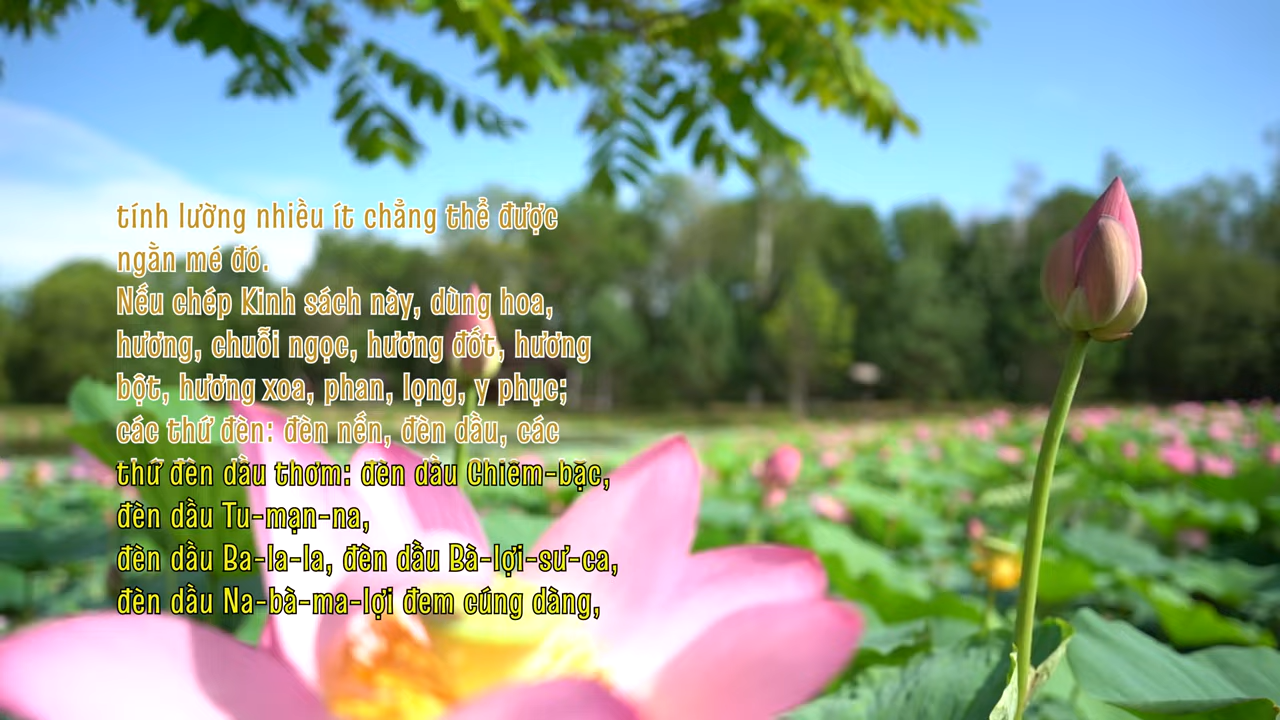 tính lường nhiều ít chẳng thể được
ngằn mé đó.
Nếu chép Kinh sách này, dùng hoa,
hương, chuỗi ngọc, hương đốt, hương
bột, hương xoa, phan, lọng, y phục;
các thứ đèn: đèn nến, đèn dầu, các
thứ đèn dầu thơm: đèn dầu Chiêm-bặc,
đèn dầu Tu-mạn-na,
đèn dầu Ba-la-la, đèn dầu Bà-lợi-sư-ca,
đèn dầu Na-bà-ma-lợi đem cúng dàng,